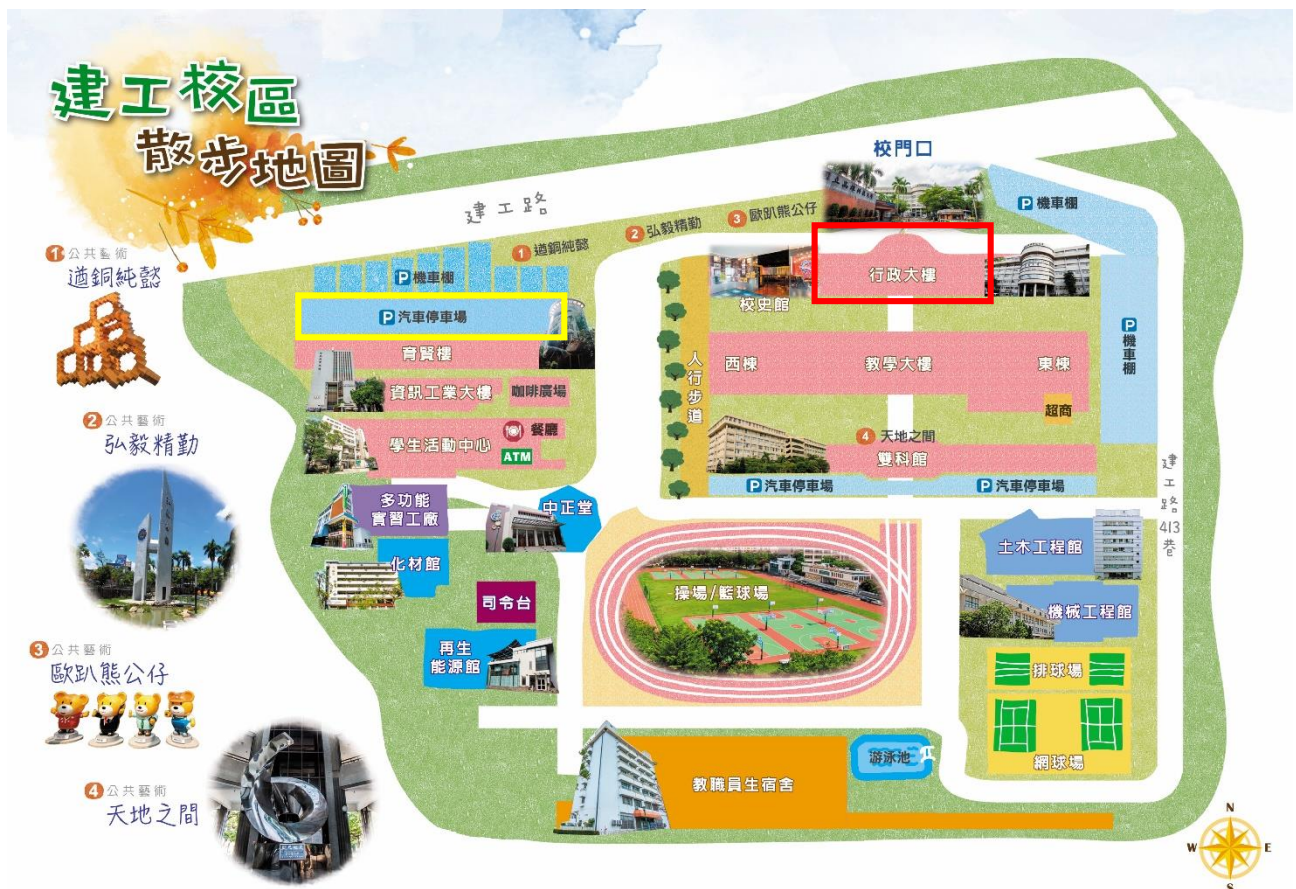 建工校區
散步地圖
校門口
P 機車棚
建工路
1 遒銅純懿
2 弘毅精勤
3 歐趴熊公仔
1 公共藝術
遒銅純懿
P 機車棚
P 汽車停車場
育賢樓
資訊工業大樓
咖啡廣場
學生活動中心
餐廳
ATM
校史館
行政大樓
人行步道
西棟
教學大樓
東棟
超商
P 機車棚
4 天地之間
雙科館
P 汽車停車場
P 汽車停車場
建工路413巷
2 公共藝術
弘毅精勤
多功能
實習工廠
中正堂
化材館
司令台
再生
能源館
操場/籃球場
土木工程館
機械工程館
排球場
網球場
3 公共藝術
歐趴熊公仔
4 公共藝術
天地之間
教職員生宿舍
游泳池
N
W
E
S